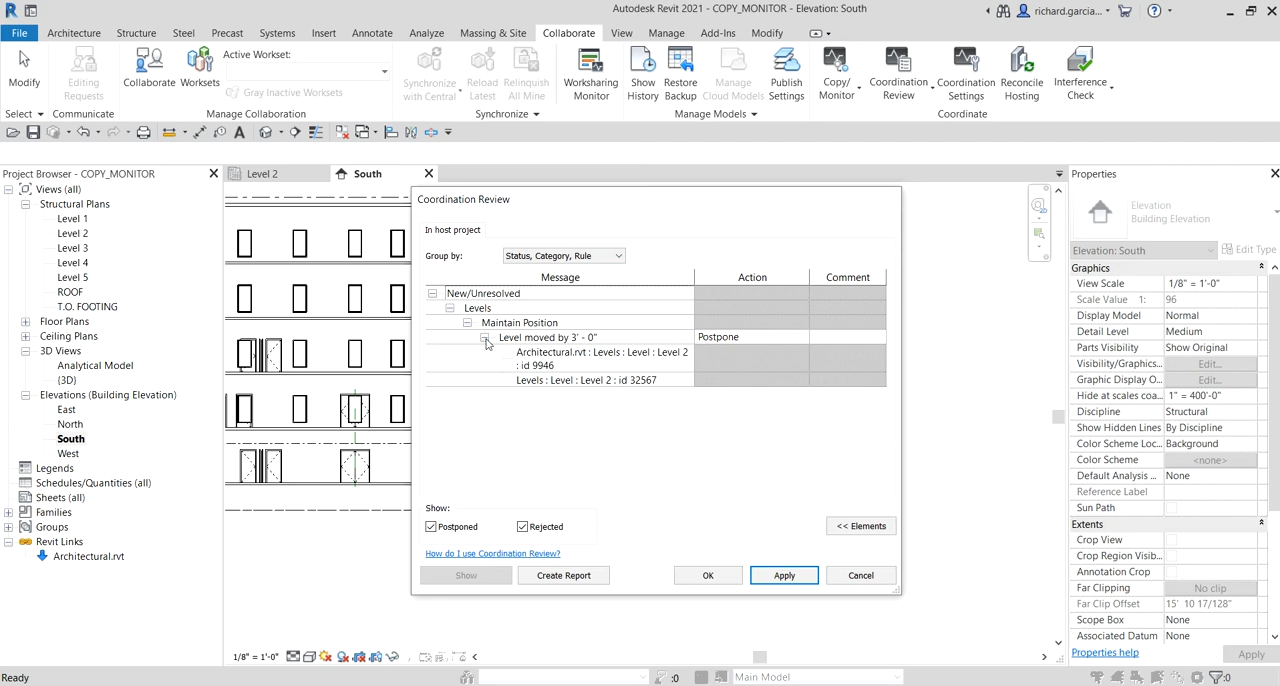 Autodesk Revit 2021 - COPY_MONITOR - Elevation: South
richard.garcia...
File Architecture Structure Steel Precast Systems Insert Annotate Analyze Massing & Site Collaborate View Manage Add-Ins Modify
Modify
Editing
Requests
Collaborate
Worksets
Active Workset:
Gray Inactive Workets
Synchronize
with Central
Reload
Latest
Relinquish
All Mine
Worksharing
Monitor
Show
History
Restore
Backup
Manage
Cloud Models
Publish
Settings
Copy/
Monitor
Coordination
Review
Coordination
Settings
Reconcile
Hosting
Interference
Check
Select
Communicate
Manage Collaboration
Synchronize
Manage Models
Coordinate
Project Browser - COPY_MONITOR
Views (all)
Structural Plans
Level 1
Level 2
Level 3
Level 4
Level 5
ROOF
T.O. FOOTING
Floor Plans
Ceiling Plans
3D Views
Analytical Model
{3D}
Elevations (Building Elevation)
East
North
South
West
Legends
Schedules/Quantities (all)
Sheets (all)
Families
Groups
Revit Links
Architectural.rvt
Level 2
South
Coordination Review
In host project
Group by: Status, Category, Rule
Message Action Comment
New/Unresolved
Levels
Maintain Position
Level moved by 3' - 0" Postpone
Architectural.rvt : Levels : Level : Level 2
: id 9946
Levels : Level : Level 2 : id 32567
Show:
Postponed Rejected
<< Elements
How do I use Coordination Review?
Show Create Report OK Apply Cancel
2D
Properties
Elevation
Building Elevation
Elevation: South Edit Type
Graphics
View Scale 1/8" = 1'-0"
Scale Value 1: 96
Display Model Normal
Detail Level Medium
Parts Visibility Show Original
Visibility/Graphics... Edit...
Graphic Display O... Edit...
Hide at scales coa... 1" = 400'-0"
Discipline Structural
Show Hidden Lines By Discipline
Color Scheme Loc... Background
Color Scheme <none>
Default Analysis ... None
Reference Label
Sun Path
Extents
Crop View
Crop Region Visib...
Annotation Crop
Far Clipping No clip
Far Clip Offset 15' 10 17/128"
Scope Box None
Associated Datum None
Properties help Apply
1/8" = 1'-0"
Ready
:0
Main Model
:0